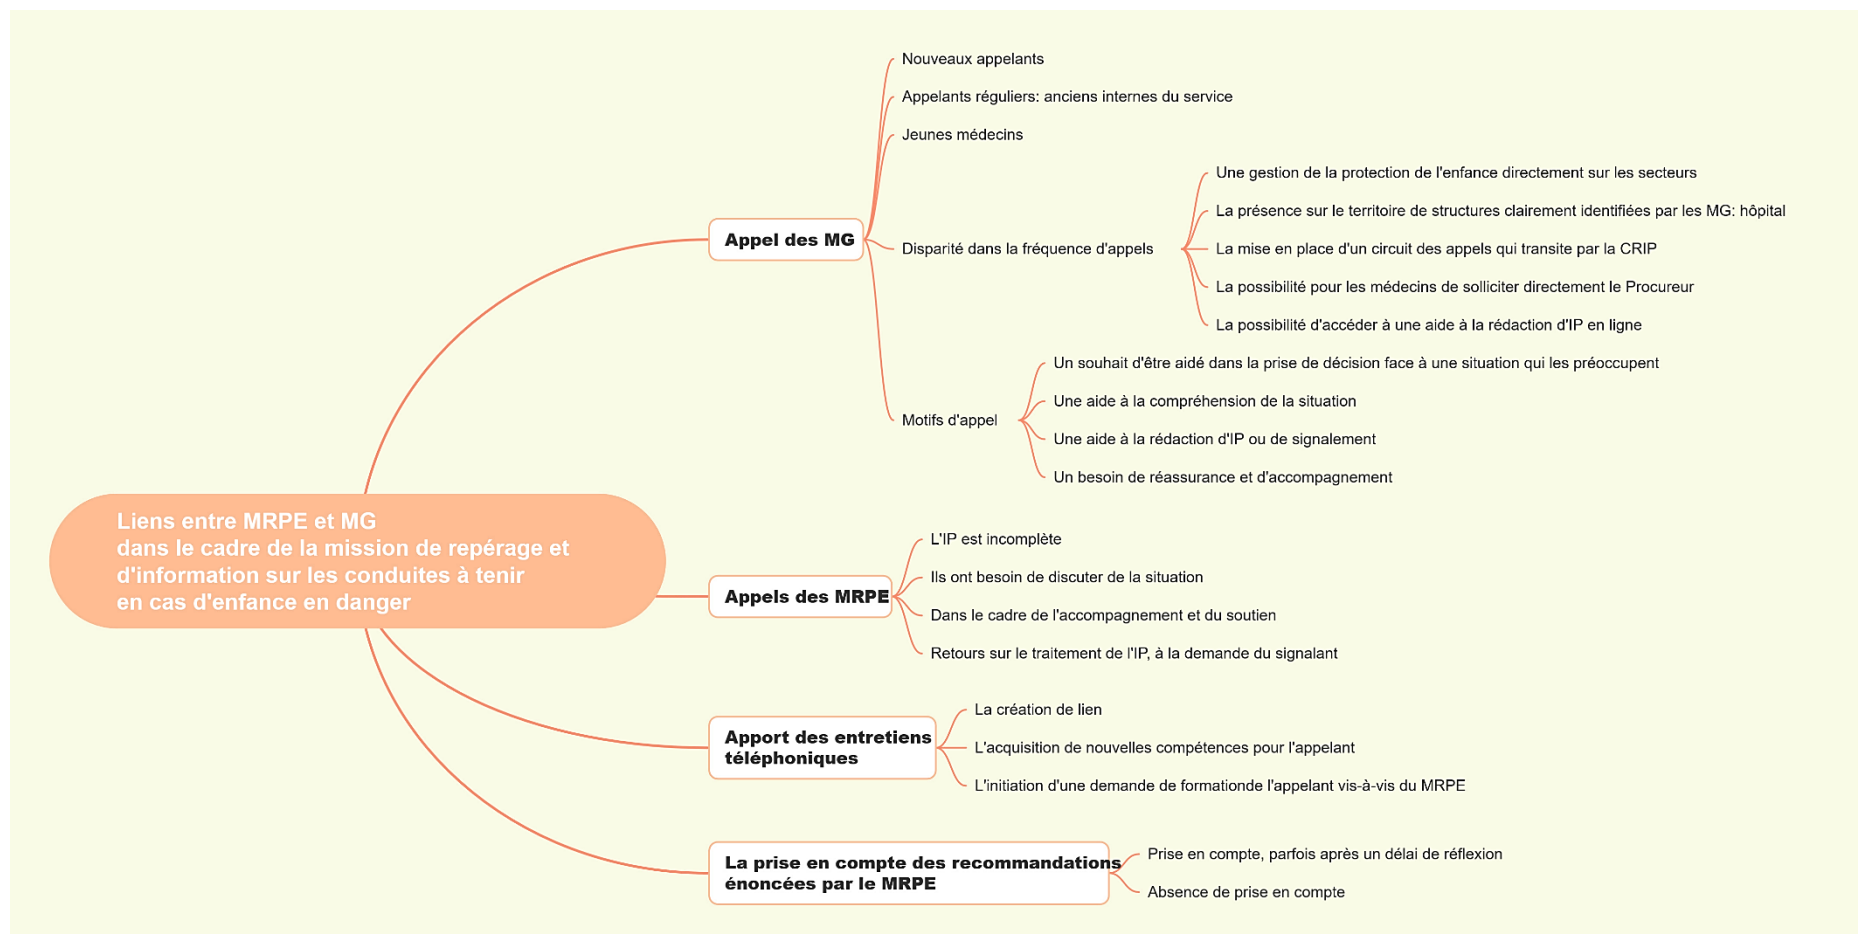 Liens entre MRPE et MG
dans le cadre de la mission de repérage et
d'information sur les conduites à tenir
en cas d'enfance en danger
Appel des MG
Nouveaux appelants
Appelants réguliers: anciens internes du service
Jeunes médecins
Disparité dans la fréquence d'appels
Une gestion de la protection de l'enfance directement sur les secteurs
La présence sur le territoire de structures clairement identifiées par les MG: hôpital
La mise en place d'un circuit des appels qui transite par la CRIP
La possibilité pour les médecins de solliciter directement le Procureur
La possibilité d'accéder à une aide à la rédaction d'IP en ligne
Motifs d'appel
Un souhait d'être aidé dans la prise de décision face à une situation qui les préoccupent
Une aide à la compréhension de la situation
Une aide à la rédaction d'IP ou de signalement
Un besoin de réassurance et d'accompagnement
Appels des MRPE
L'IP est incomplète
Ils ont besoin de discuter de la situation
Dans le cadre de l'accompagnement et du soutien
Retours sur le traitement de l'IP, à la demande du signalant
Apport des entretiens
téléphoniques
La création de lien
L'acquisition de nouvelles compétences pour l'appelant
L'initiation d'une demande de formationde l'appelant vis-à-vis du MRPE
La prise en compte des recommandations
énoncées par le MRPE
Prise en compte, parfois après un délai de réflexion
Absence de prise en compte